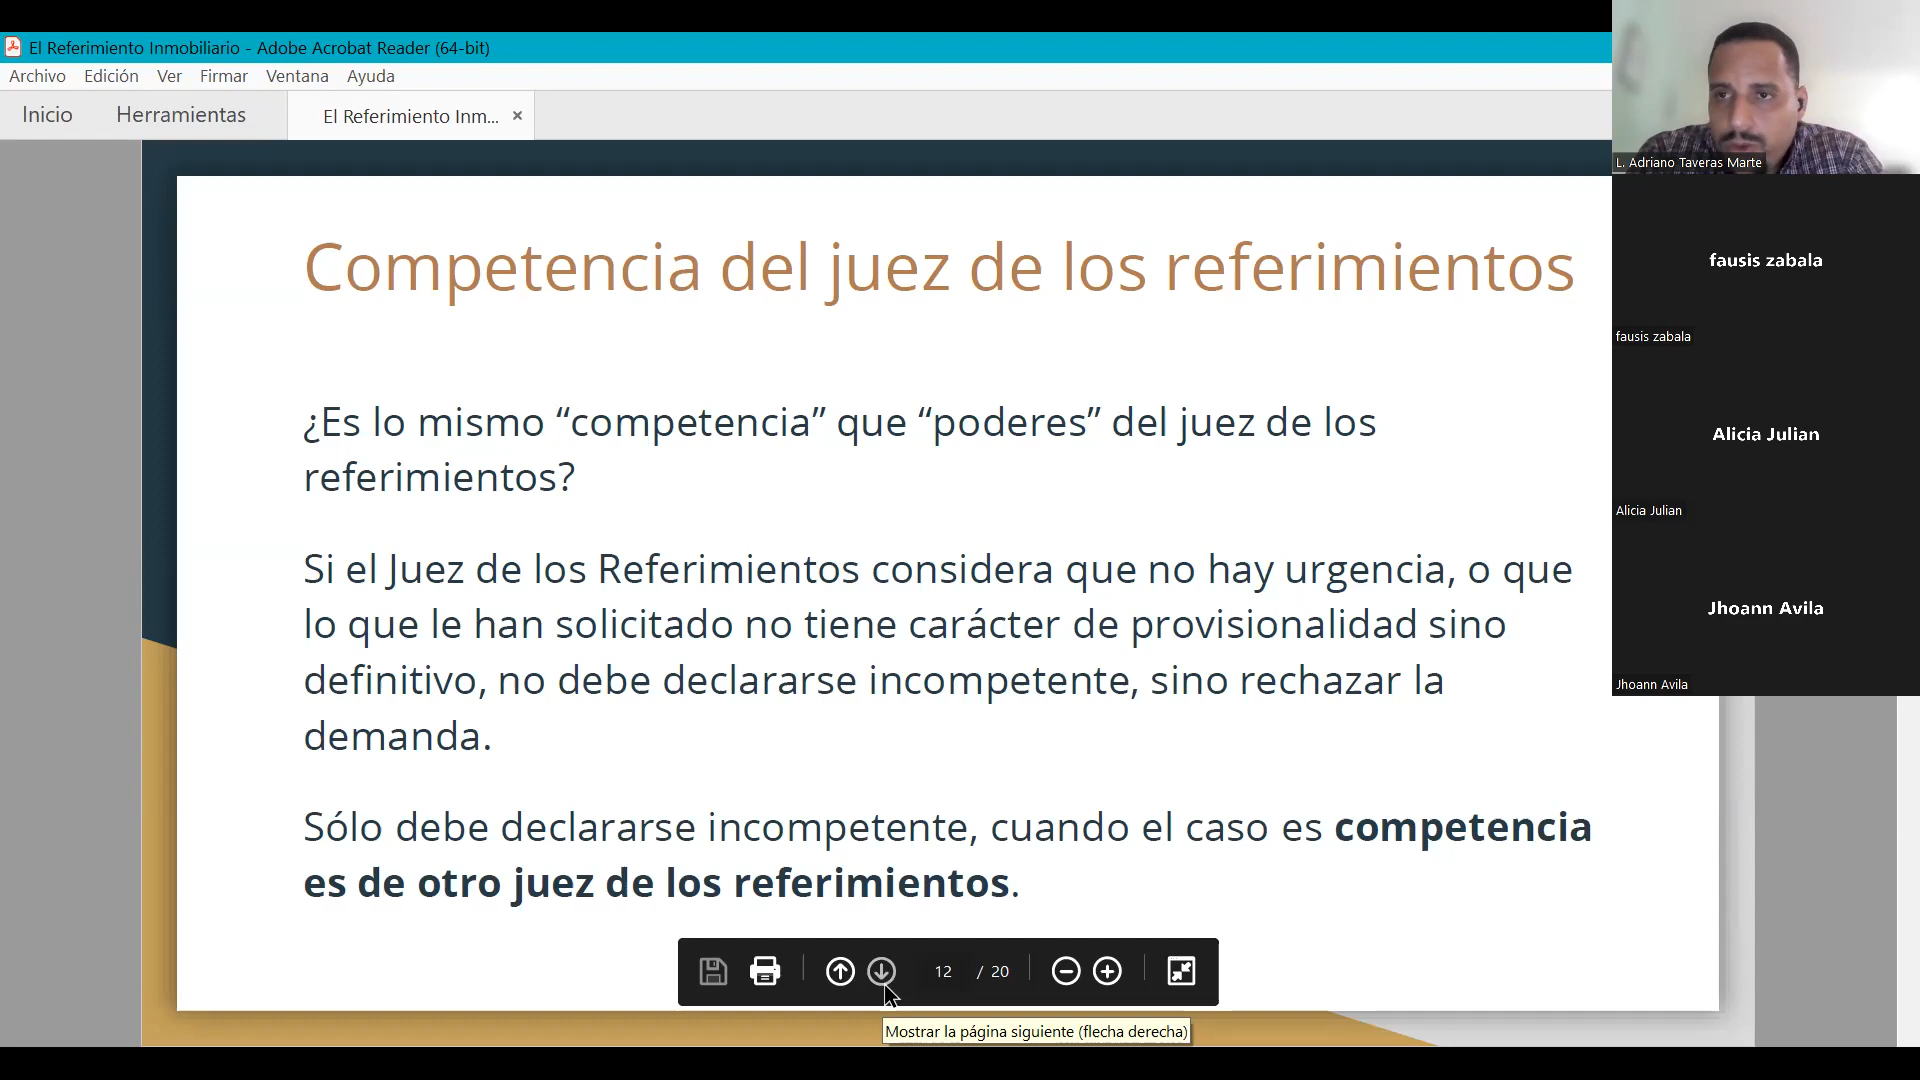 El Referimiento Inmobiliario - Adobe Acrobat Reader (64-bit)
Archivo Edición Ver Firmar Ventana Ayuda
Inicio Herramientas El Referimiento Inm... ×
L. Adriano Taveras Marte
fausis zabala
fausis zabala
Alicia Julian
Alicia Julian
Jhoann Avila
Jhoann Avila
Competencia del juez de los referimientos
¿Es lo mismo “competencia” que “poderes” del juez de los
referimientos?
Si el Juez de los Referimientos considera que no hay urgencia, o que
lo que le han solicitado no tiene carácter de provisionalidad sino
definitivo, no debe declararse incompetente, sino rechazar la
demanda.
Sólo debe declararse incompetente, cuando el caso es competencia
es de otro juez de los referimientos.
12 / 20
Mostrar la página siguiente (flecha derecha)